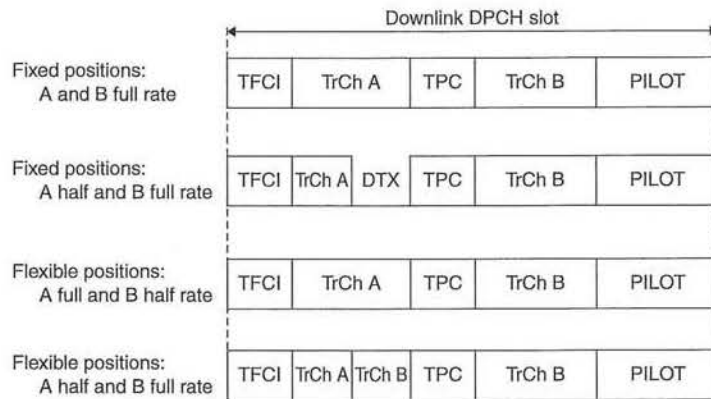 Downlink DPCH slot
Fixed positions:
A and B full rate
TFCI TrCh A TPC TrCh B PILOT
Fixed positions:
A half and B full rate
TFCI TrCh A DTX TPC TrCh B PILOT
Flexible positions:
A full and B half rate
TFCI TrCh A TPC TrCh B PILOT
Flexible positions:
A half and B full rate
TFCI TrCh A TrCh B TPC TrCh B PILOT